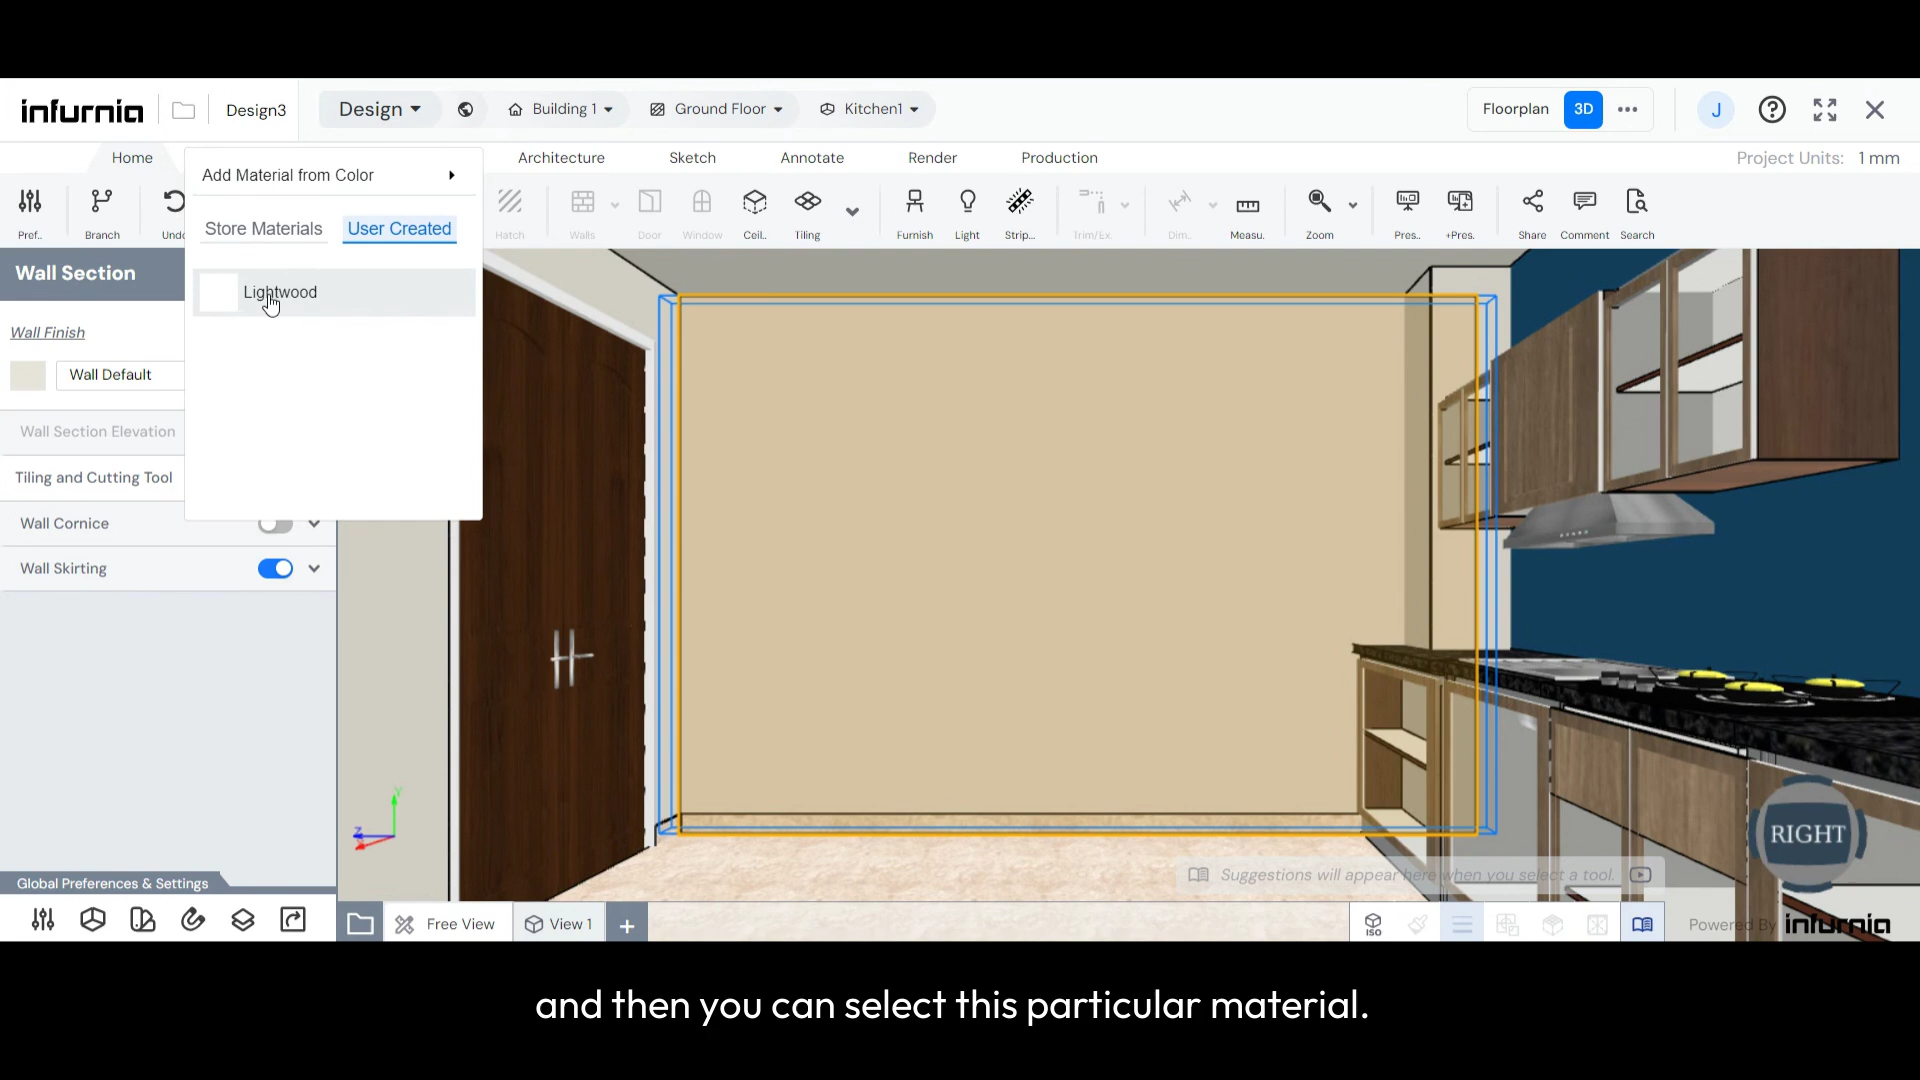 infurnia
Design3
Design
Building 1
Ground Floor
Kitchen1
Floorplan
3D
J
Home
Architecture
Sketch
Annotate
Render
Production
Project Units: 1 mm
Add Material from Color
Store Materials
User Created
Lightwood
Pref..
Branch
Undo
Hatch
Walls
Door
Window
Ceil..
Tiling
Furnish
Light
Strip...
Trim/Ex.
Dim..
Measu.
Zoom
Pres..
+Pres.
Share
Comment
Search
Wall Section
Wall Finish
Wall Default
Wall Section Elevation
Tiling and Cutting Tool
Wall Cornice
Wall Skirting
Y
Z
RIGHT
Suggestions will appear here when you select a tool.
Global Preferences & Settings
Free View
View 1
+
ISO
Powered By infurnia
and then you can select this particular material.